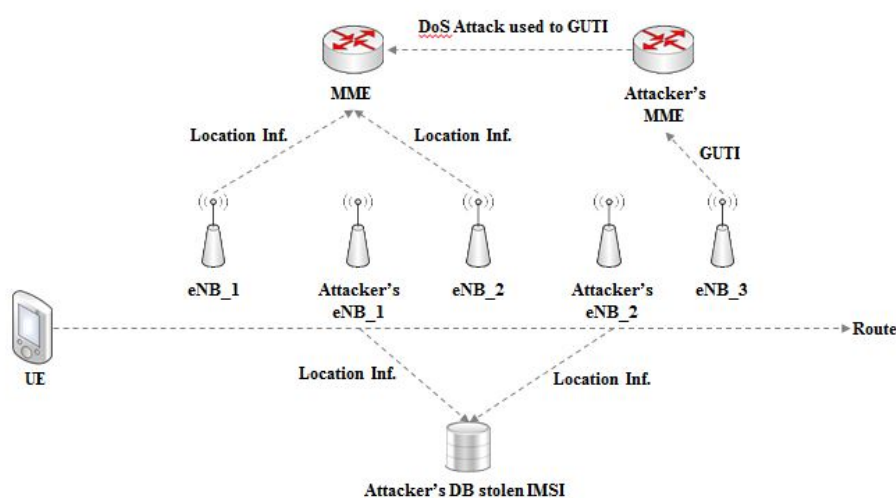 DoS Attack used to GUTI
MME
Attacker's
MME
Location Inf.
Location Inf.
GUTI
eNB_1
Attacker's
eNB_1
eNB_2
Attacker's
eNB_2
eNB_3
Route
UE
Location Inf.
Location Inf.
Attacker's DB stolen IMSI